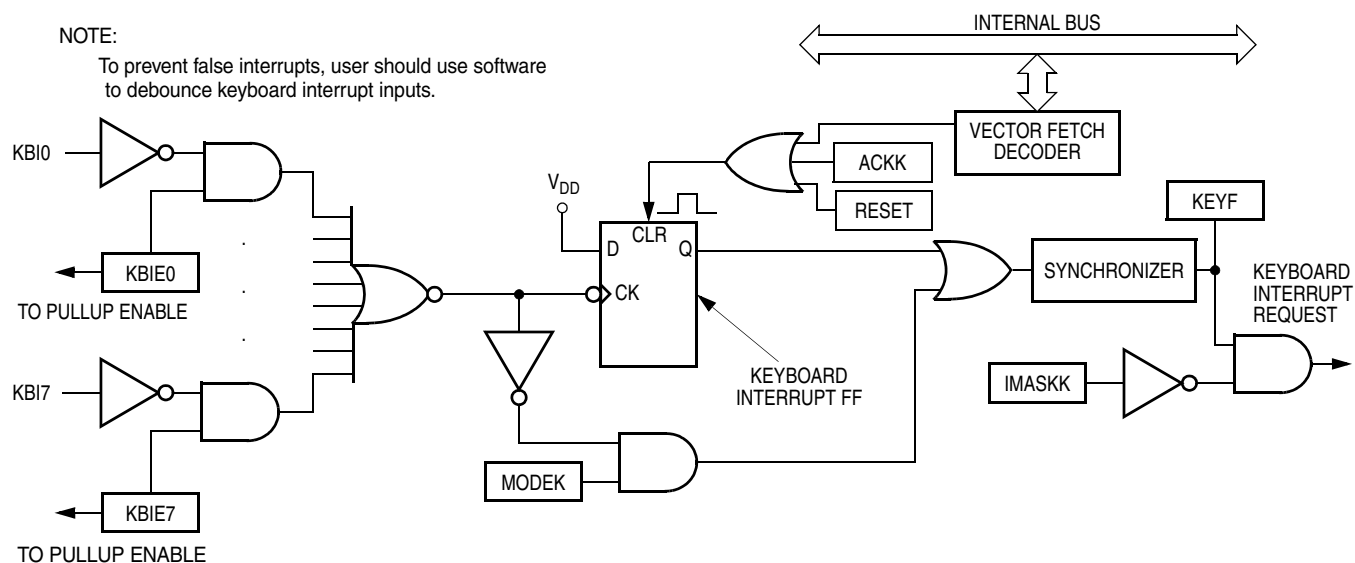 NOTE:
To prevent false interrupts, user should use software
to debounce keyboard interrupt inputs.
INTERNAL BUS
VECTOR FETCH
DECODER
ACKK
RESET
KBI0
KBIE0
TO PULLUP ENABLE
KBI7
KBIE7
TO PULLUP ENABLE
VDD
D
CLR
Q
CK
KEYBOARD
INTERRUPT FF
MODEK
SYNCHRONIZER
KEYF
IMASKK
KEYBOARD
INTERRUPT
REQUEST